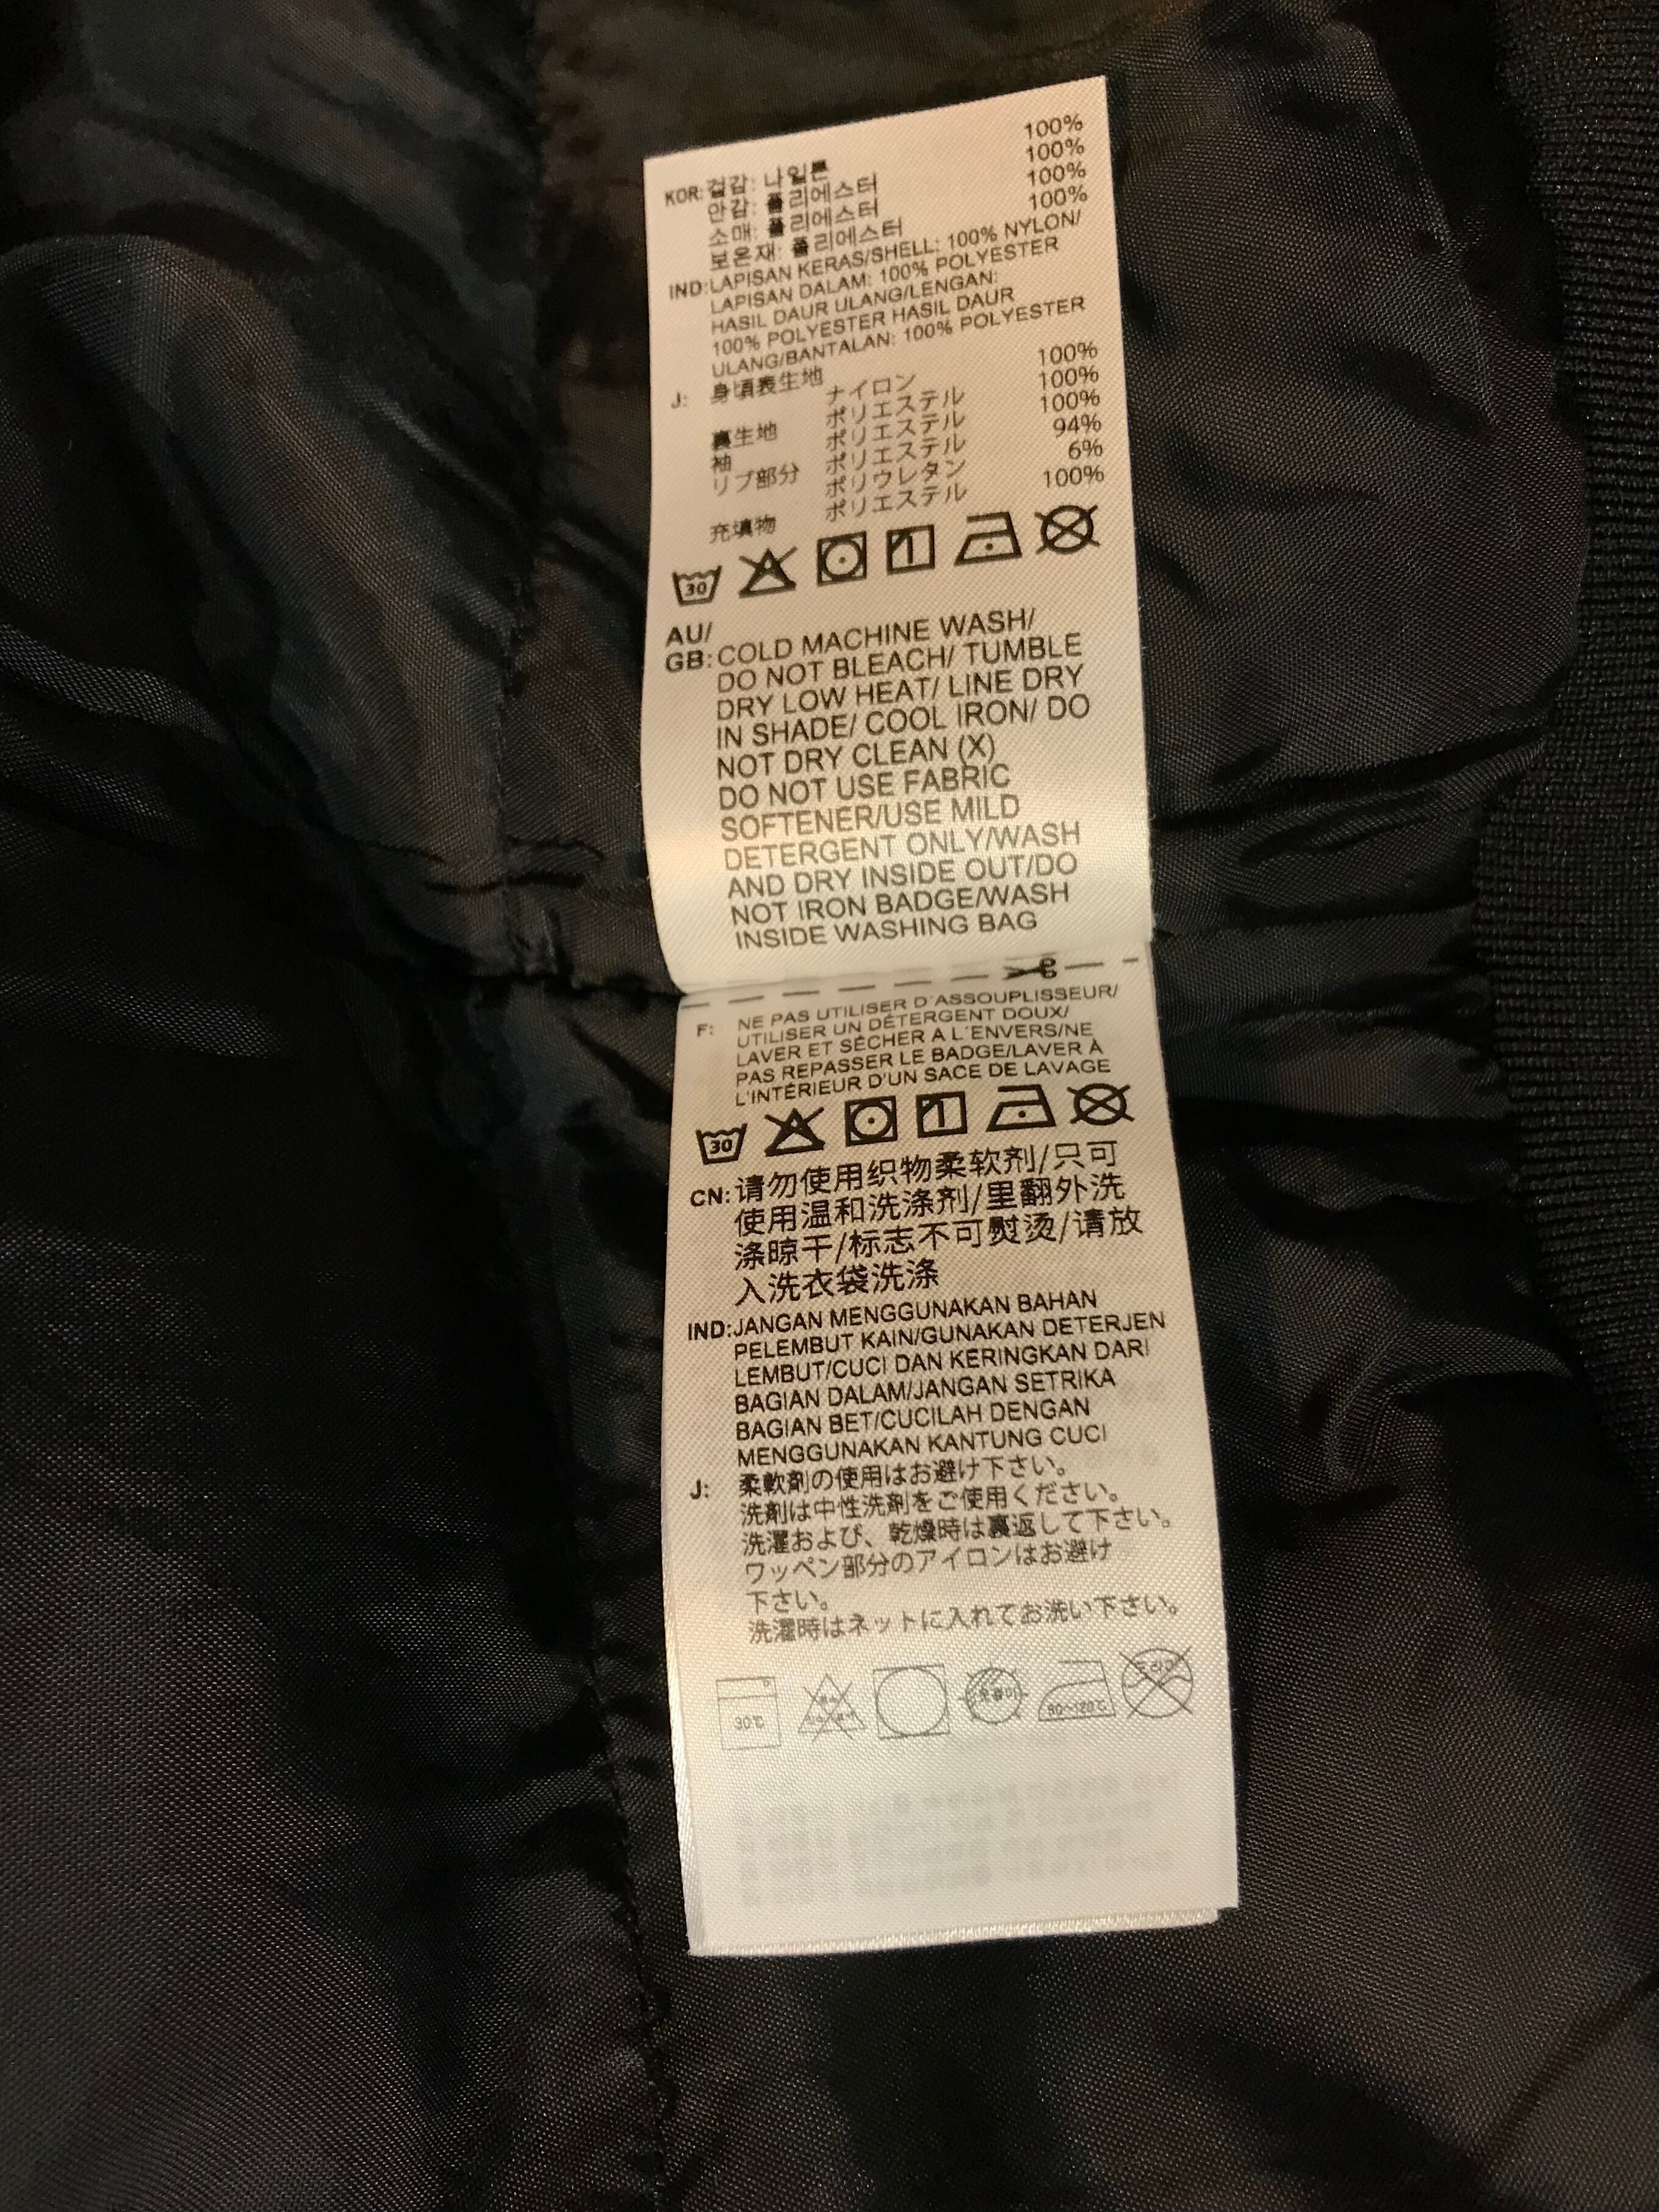 KOR: 겉감: 나일론 100%
안감: 폴리에스터 100%
소매: 폴리에스터 100%
보온재: 폴리에스터 100%
IND: LAPISAN KERAS/SHELL: 100% NYLON/
LAPISAN DALAM: 100% POLYESTER
HASIL DAUR ULANG/LENGAN:
100% POLYESTER HASIL DAUR
ULANG/BANTALAN: 100% POLYESTER
J: 身頃表生地
ナイロン 100%
裏生地 ポリエステル 100%
袖 ポリエステル 100%
リブ部分 ポリエステル 94%
ポリウレタン 6%
充填物 ポリエステル 100%
30
AU/
GB: COLD MACHINE WASH/
DO NOT BLEACH/ TUMBLE
DRY LOW HEAT/ LINE DRY
IN SHADE/ COOL IRON/ DO
NOT DRY CLEAN (X)
DO NOT USE FABRIC
SOFTENER/USE MILD
DETERGENT ONLY/WASH
AND DRY INSIDE OUT/DO
NOT IRON BADGE/WASH
INSIDE WASHING BAG
F: NE PAS UTILISER D´ASSOUPLISSEUR/
UTILISER UN DÉTERGENT DOUX/
LAVER ET SÉCHER A L´ENVERS/NE
PAS REPASSER LE BADGE/LAVER À
L'INTÉRIEUR D'UN SACE DE LAVAGE
30
CN: 请勿使用织物柔软剂/只可
使用温和洗涤剂/里翻外洗
涤晾干/标志不可熨烫/请放
入洗衣袋洗涤
IND: JANGAN MENGGUNAKAN BAHAN
PELEMBUT KAIN/GUNAKAN DETERJEN
LEMBUT/CUCI DAN KERINGKAN DARI
BAGIAN DALAM/JANGAN SETRIKA
BAGIAN BET/CUCILAH DENGAN
MENGGUNAKAN KANTUNG CUCI
J: 柔軟剤の使用はお避け下さい。
洗剤は中性洗剤をご使用ください。
洗濯および、乾燥時は裏返して下さい。
ワッペン部分のアイロンはお避け
下さい。
洗濯時はネットに入れてお洗い下さい。
30℃ 80~120℃ 드라이